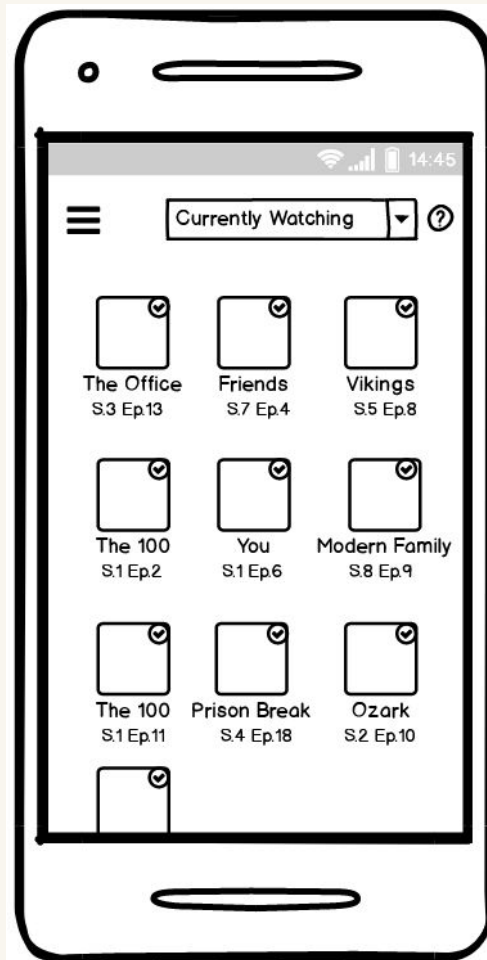 14:45
Currently Watching
?
The Office Friends Vikings
S.3 Ep.13 S.7 Ep.4 S.5 Ep.8
The 100 You Modern Family
S.1 Ep.2 S.1 Ep.6 S.8 Ep.9
The 100 Prison Break Ozark
S.1 Ep.11 S.4 Ep.18 S.2 Ep.10